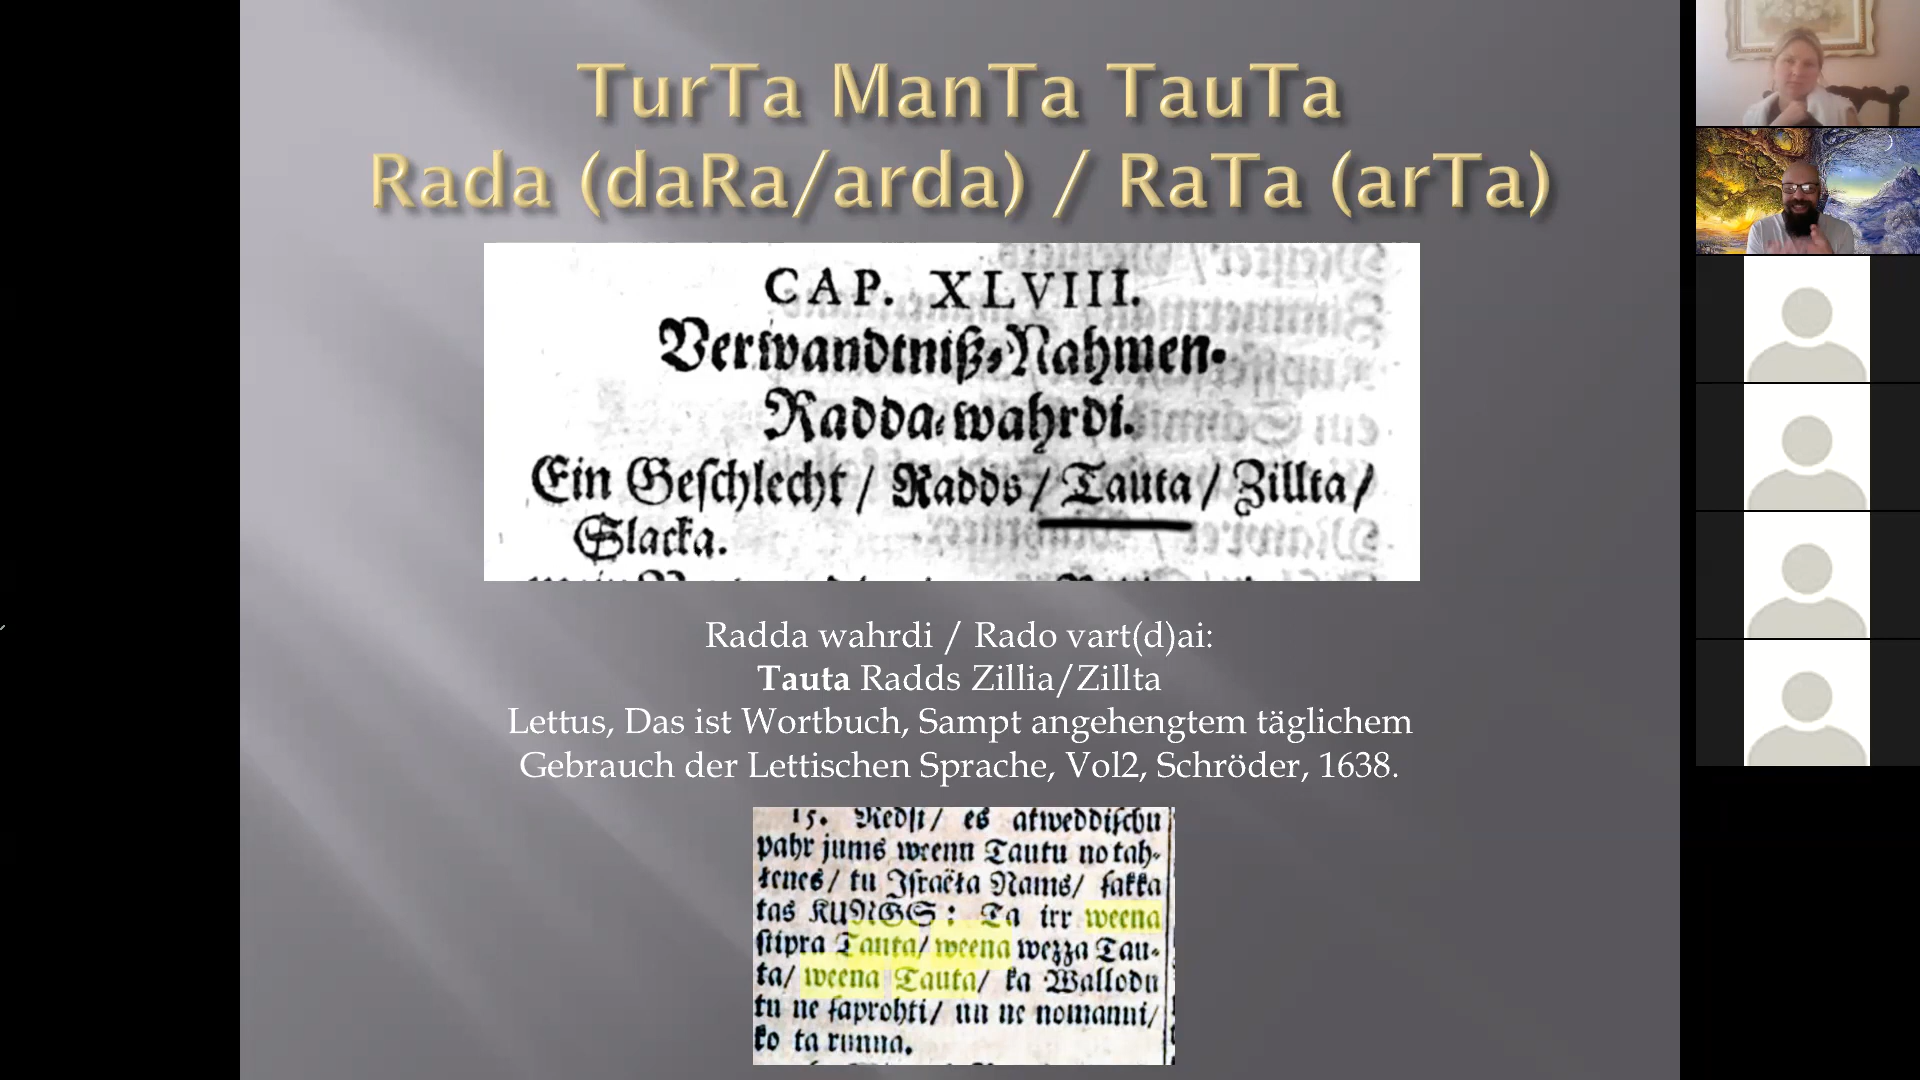 TurTa ManTa TauTa
Rada (daRa/arda) / RaTa (arTa)
CAP. XLVIII.
Verwandtniß-Nahmen.
Radda-wahrdi.
Ein Geschlecht / Radds / Tauta / Zillta /
Slacka.
Radda wahrdi / Rado vart(d)ai:
Tauta Radds Zillia/Zillta
Lettus, Das ist Wortbuch, Sampt angehengtem täglichem
Gebrauch der Lettischen Sprache, Vol2, Schröder, 1638.
15. Redsi/ es atweddischu
pahr jums weenu Tautu no tah-
lenes/ tu Israëła Nams/ sakka
tas KUNGS: Ta irr weena
stipra Tauta/ weena wezza Tau-
ta/ weena Tauta/ ka Wallodu
tu ne saprohti/ un ne nomanni/
ko ta runna.